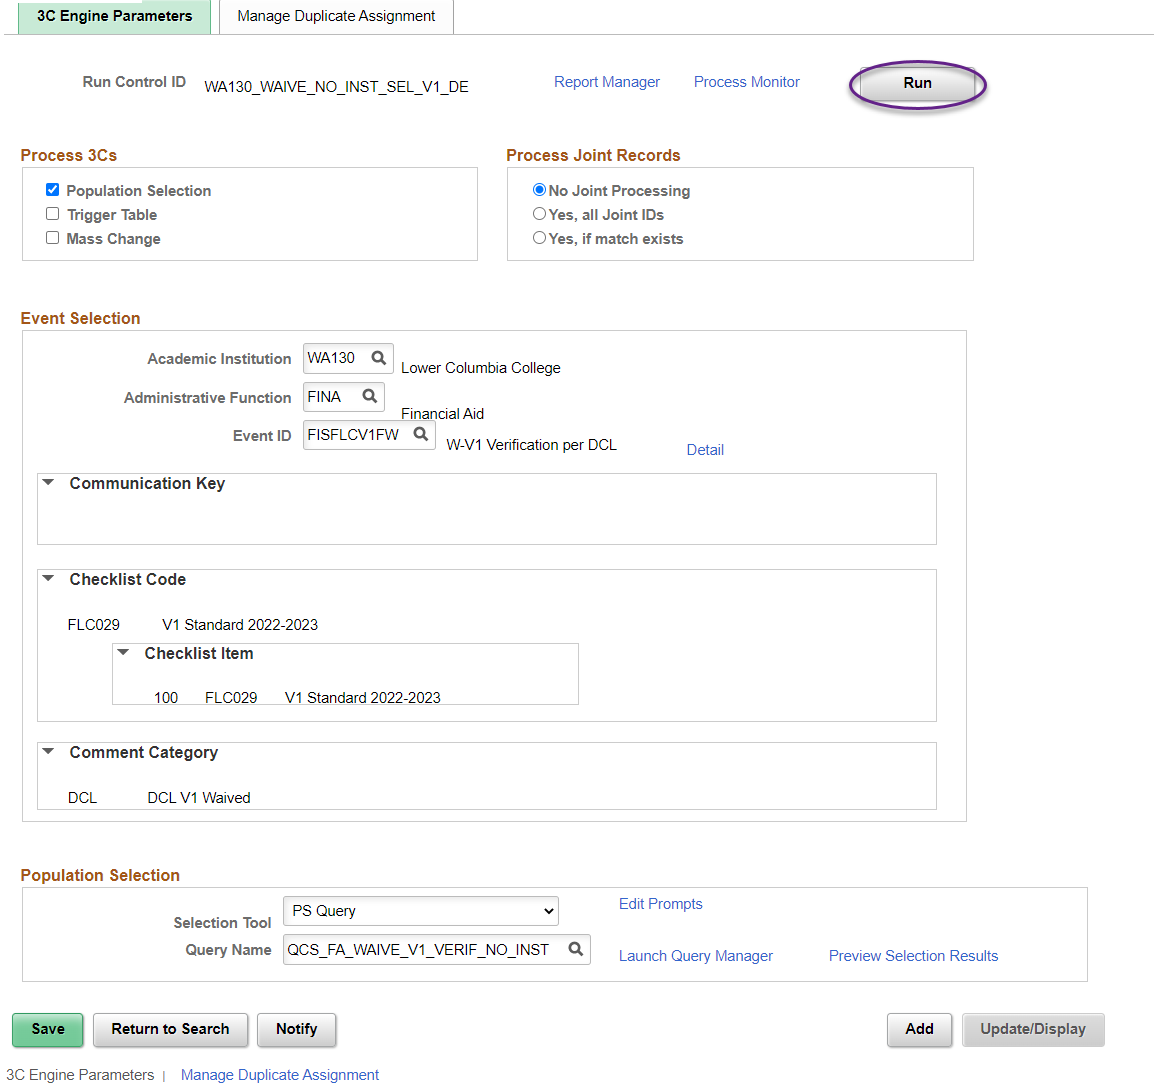 3C Engine Parameters
Manage Duplicate Assignment
Run Control ID WA130_WAIVE_NO_INST_SEL_V1_DE Report Manager Process Monitor Run
Process 3Cs
Population Selection
Trigger Table
Mass Change
Process Joint Records
No Joint Processing
Yes, all Joint IDs
Yes, if match exists
Event Selection
Academic Institution WA130 Lower Columbia College
Administrative Function FINA Financial Aid
Event ID FISFLCV1FW W-V1 Verification per DCL Detail
Communication Key
Checklist Code
FLC029 V1 Standard 2022-2023
Checklist Item
100 FLC029 V1 Standard 2022-2023
Comment Category
DCL DCL V1 Waived
Population Selection
Selection Tool PS Query Edit Prompts
Query Name QCS_FA_WAIVE_V1_VERIF_NO_INST Launch Query Manager Preview Selection Results
Save Return to Search Notify Add Update/Display
3C Engine Parameters | Manage Duplicate Assignment